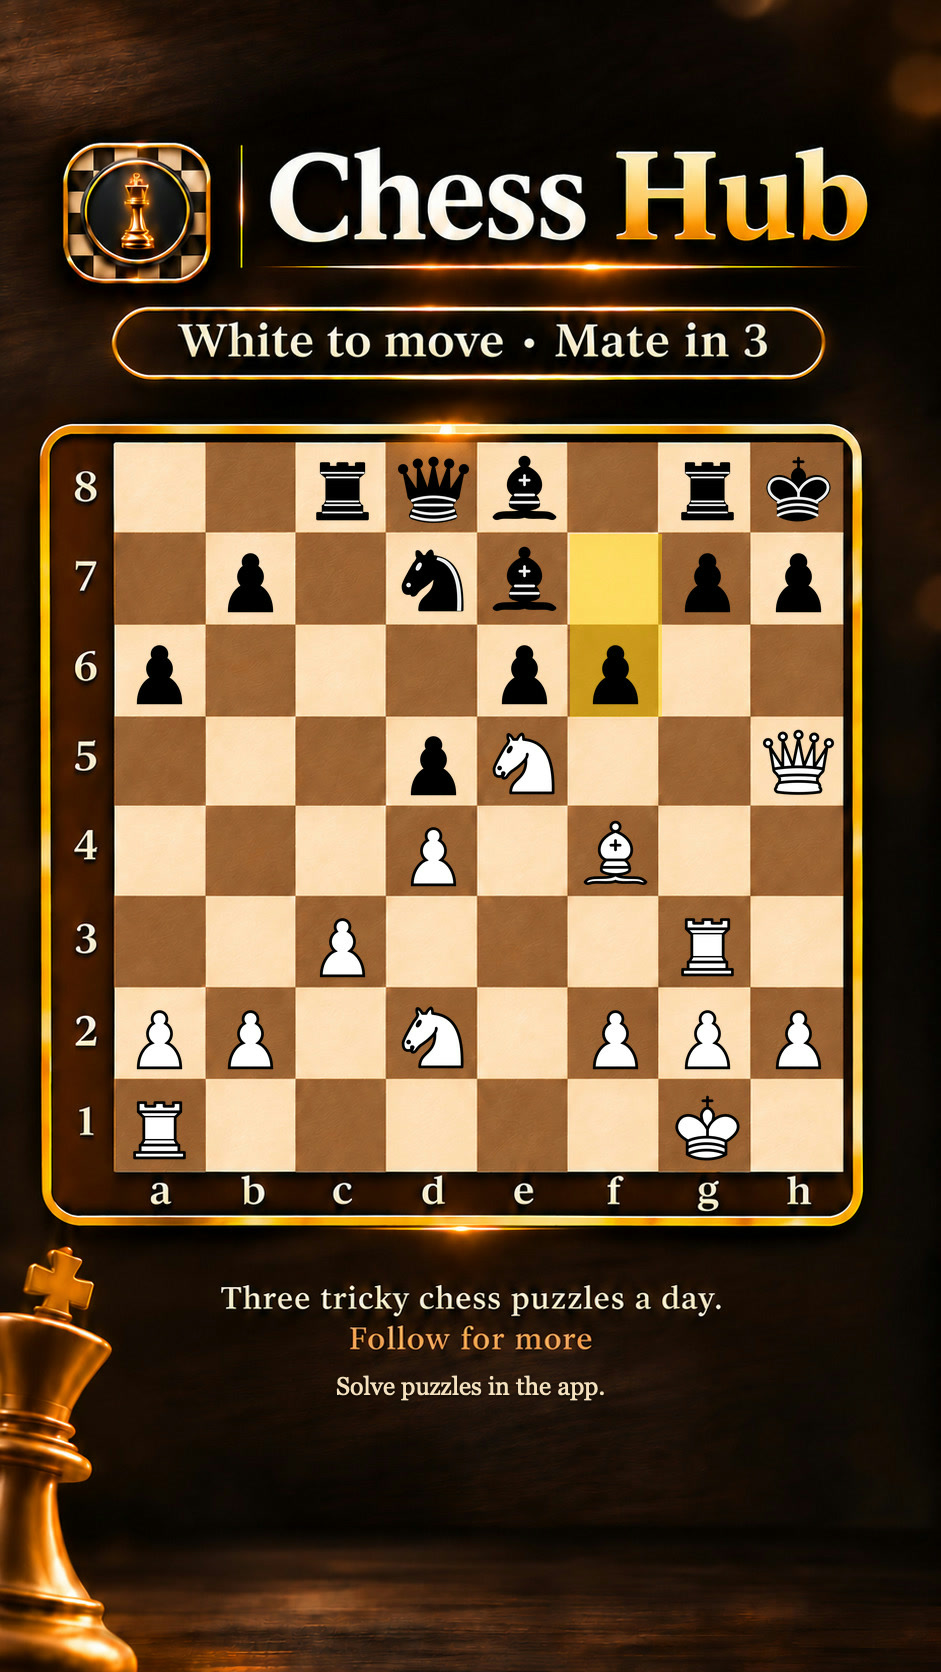 Chess Hub
White to move • Mate in 3
8
7
6
5
4
3
2
1
a b c d e f g h
Three tricky chess puzzles a day.
Follow for more
Solve puzzles in the app.